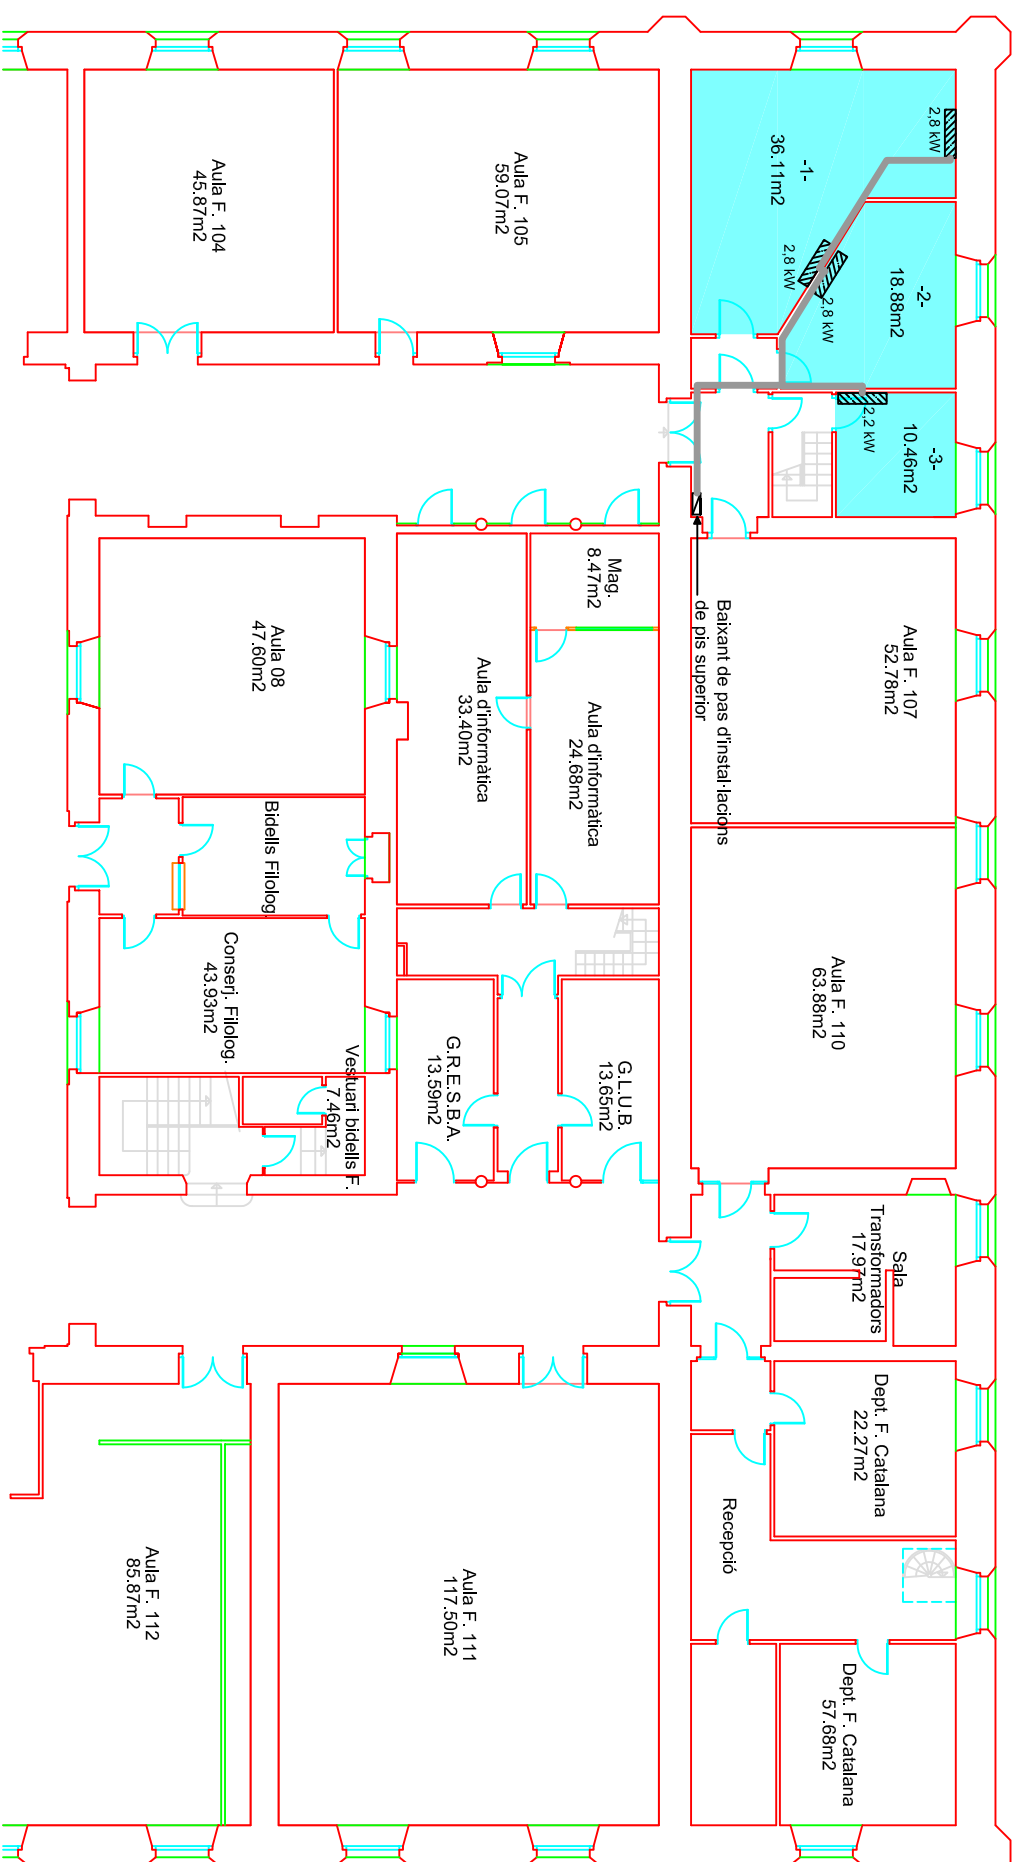 Aula F. 104
45.87m2
Aula F. 105
59.07m2
-1-
36.11m2
2,8 kW
2,8 kW
2,8 kW
-2-
18.88m2
2,2 kW
-3-
10.46m2
Baixant de pas d'instal·lacions
de pis superior
Mag.
8.47m2
Aula d'informàtica
24.68m2
Aula d'informàtica
33.40m2
Aula 08
47.60m2
Aula F. 107
52.78m2
Bidells Filolog.
Conserj. Filolog.
43.93m2
Vestuari bidells F.
7.46m2
G.R.E.S.B.A.
13.59m2
G.L.U.B.
13.65m2
Aula F. 110
63.88m2
Sala
Transformadors
17.97m2
Dept. F. Catalana
22.27m2
Recepció
Dept. F. Catalana
57.68m2
Aula F. 111
117.50m2
Aula F. 112
85.87m2